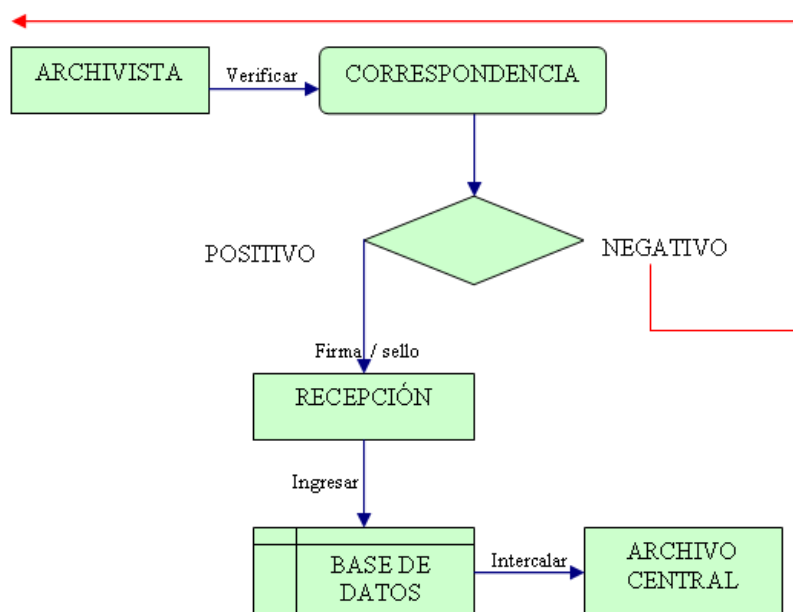 ARCHIVISTA
Verificar
CORRESPONDENCIA
POSITIVO
NEGATIVO
Firma / sello
RECEPCIÓN
Ingresar
BASE DE
DATOS
Intercalar
ARCHIVO
CENTRAL